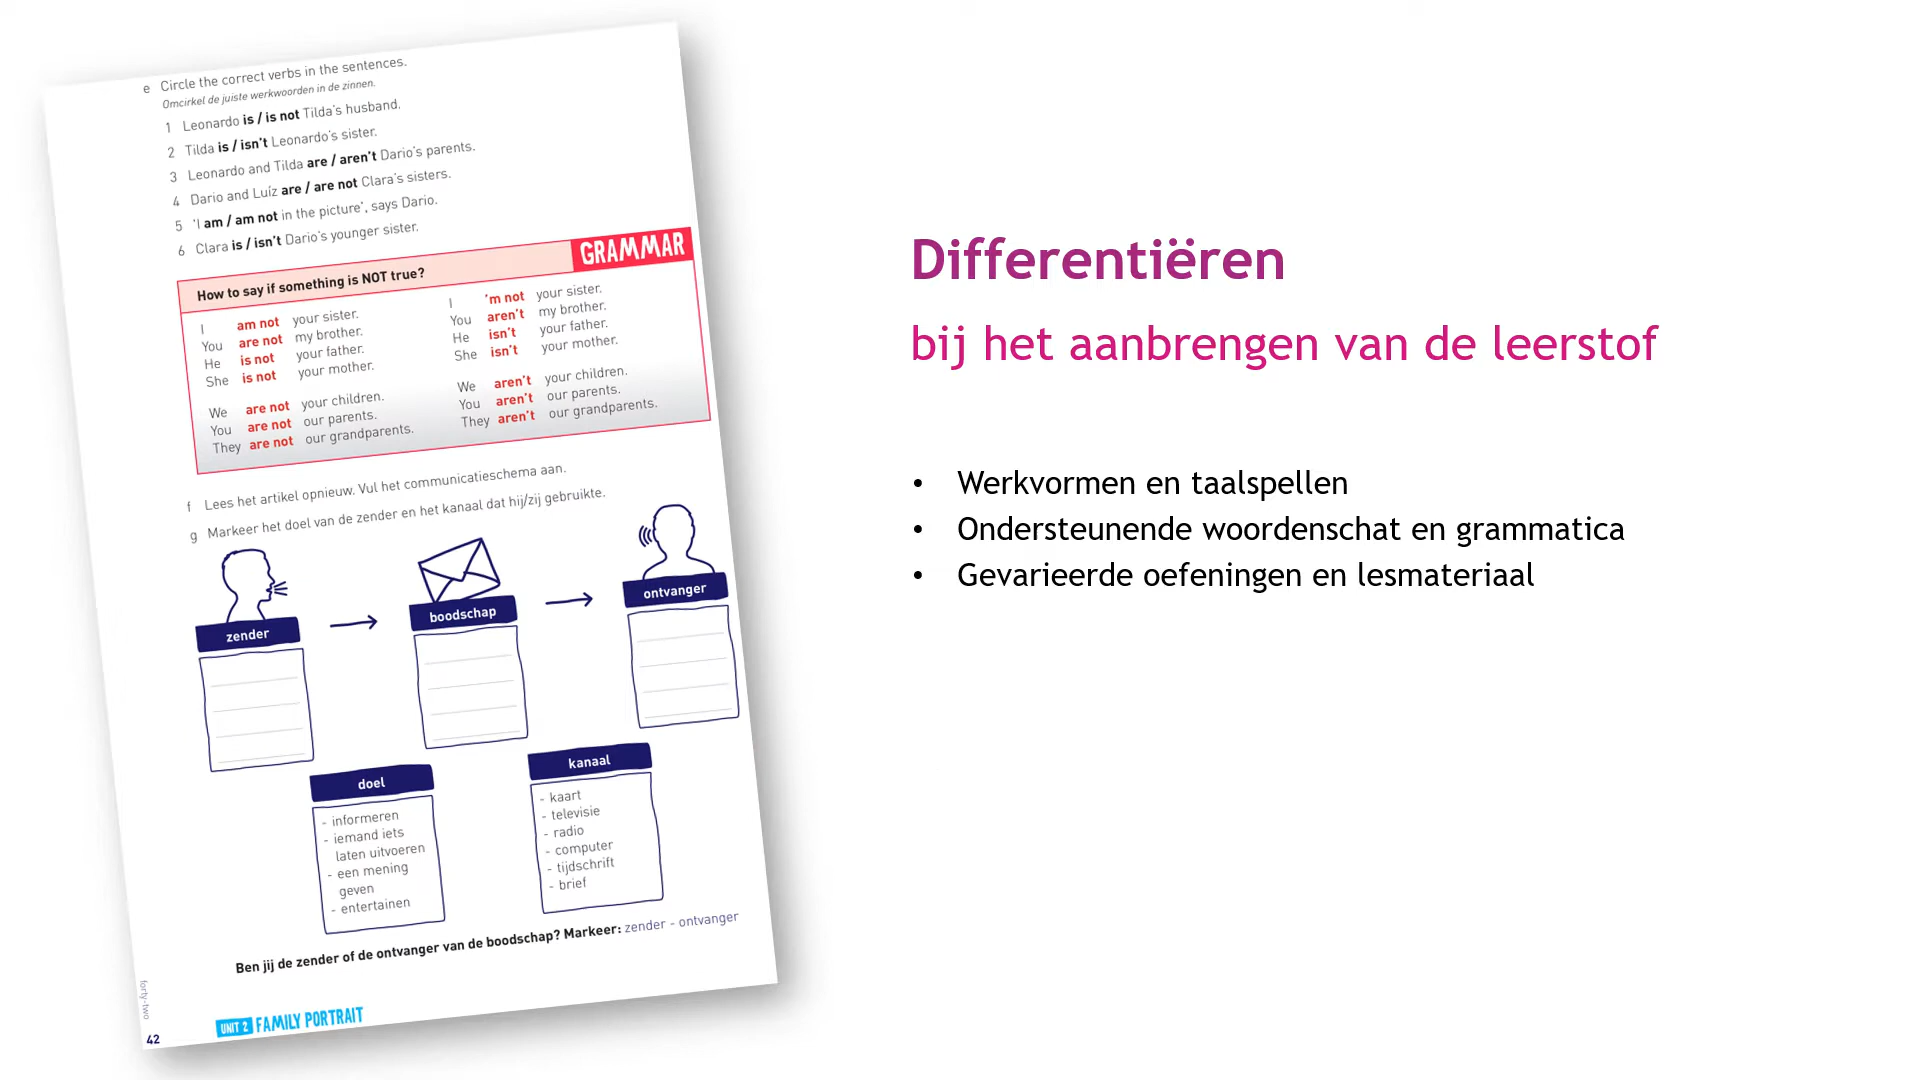 e Circle the correct verbs in the sentences.
Omcirkel de juiste werkwoorden in de zinnen.
1 Leonardo is / is not Tilda's husband.
2 Tilda is / isn't Leonardo's sister.
3 Leonardo and Tilda are / aren't Dario's parents.
4 Dario and Luíz are / are not Clara's sisters.
5 'I am / am not in the picture', says Dario.
6 Clara is / isn't Dario's younger sister.
GRAMMAR
How to say if something is NOT true?
I am not your sister.
You are not my brother.
He is not your father.
She is not your mother.
We are not your children.
You are not our parents.
They are not our grandparents.
I 'm not your sister.
You aren't my brother.
He isn't your father.
She isn't your mother.
We aren't your children.
You aren't our parents.
They aren't our grandparents.
f Lees het artikel opnieuw. Vul het communicatieschema aan.
g Markeer het doel van de zender en het kanaal dat hij/zij gebruikte.
zender
boodschap
ontvanger
doel
- informeren
- iemand iets
laten uitvoeren
- een mening
geven
- entertainen
kanaal
- kaart
- televisie
- radio
- computer
- tijdschrift
- brief
Ben jij de zender of de ontvanger van de boodschap? Markeer: zender - ontvanger
forty-two
42
UNIT 2 FAMILY PORTRAIT
Differentiëren
bij het aanbrengen van de leerstof
• Werkvormen en taalspellen
• Ondersteunende woordenschat en grammatica
• Gevarieerde oefeningen en lesmateriaal